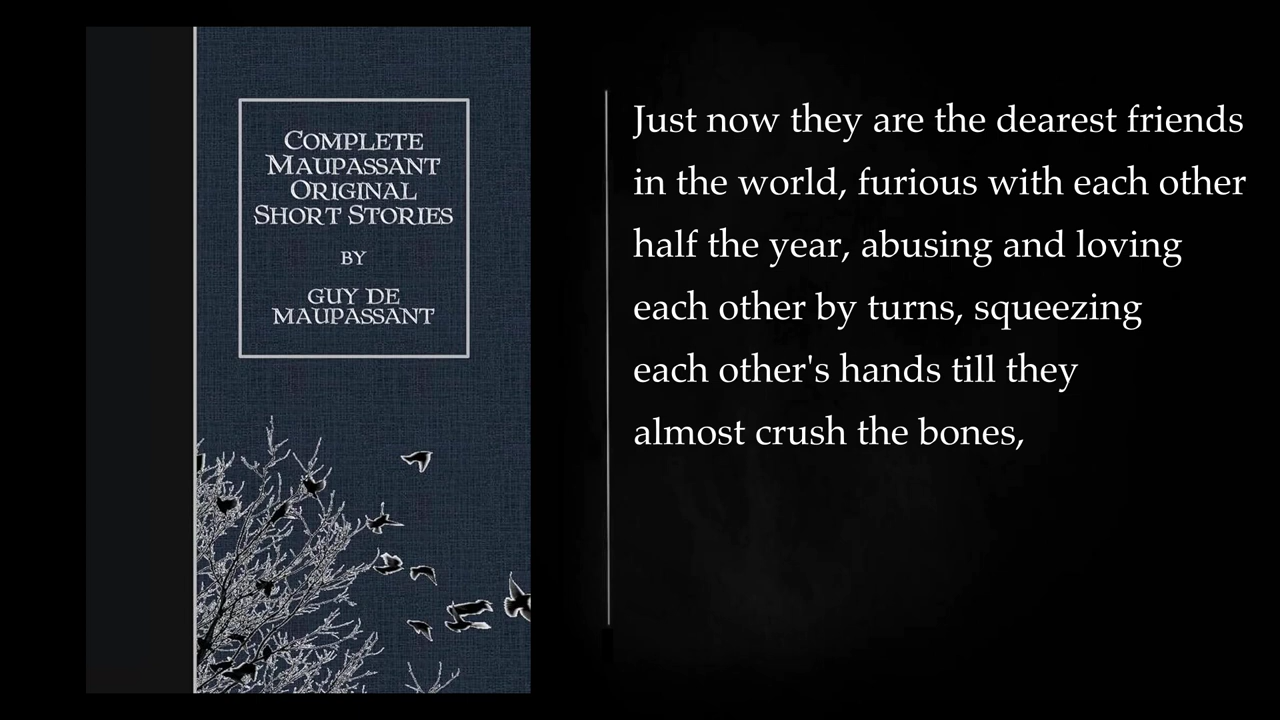 COMPLETE
MAUPASSANT
ORIGINAL
SHORT STORIES
BY
GUY DE
MAUPASSANT
Just now they are the dearest friends
in the world, furious with each other
half the year, abusing and loving
each other by turns, squeezing
each other's hands till they
almost crush the bones,